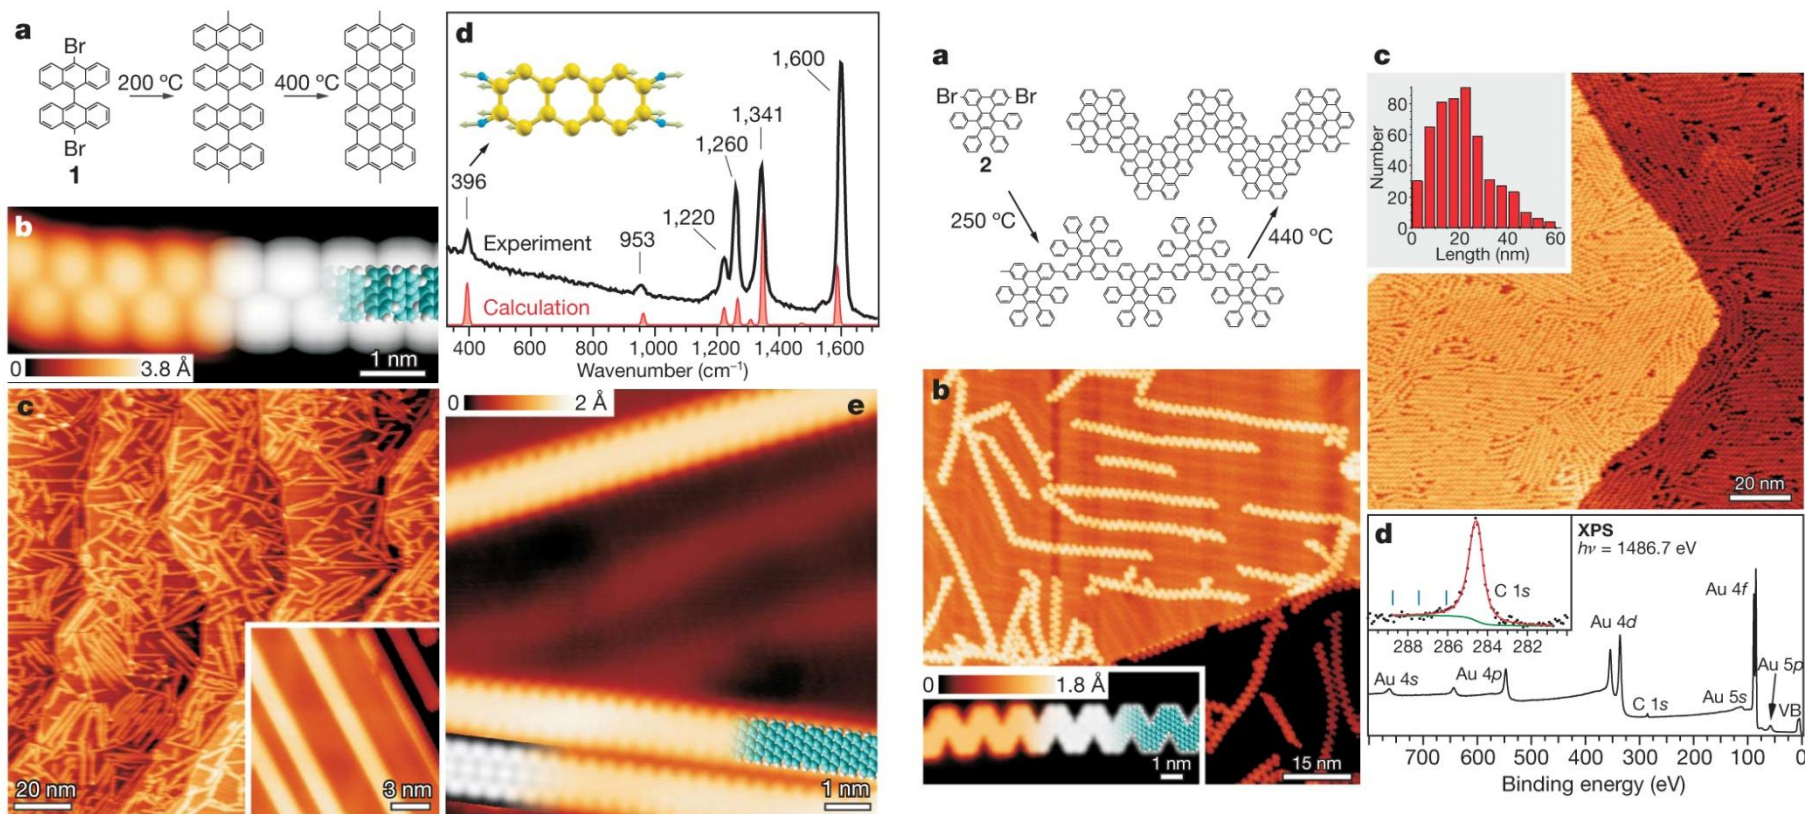 a
Br
200 °C
400 °C
Br
1
b
0 3.8 Å
1 nm
c
20 nm
3 nm
d
1,600
1,341
1,260
396
1,220
953
Experiment
Calculation
400 600 800 1,000 1,200 1,400 1,600
Wavenumber (cm⁻¹)
0 2 Å
e
1 nm
a
Br Br
2
250 °C
440 °C
b
0 1.8 Å
1 nm
15 nm
c
Number
80
40
0
0 20 40 60
Length (nm)
20 nm
d
XPS
hν = 1486.7 eV
C 1s
288 286 284 282
Au 4f
Au 4d
Au 5p
Au 4s
Au 4p
C 1s
Au 5s
VB
700 600 500 400 300 200 100 0
Binding energy (eV)